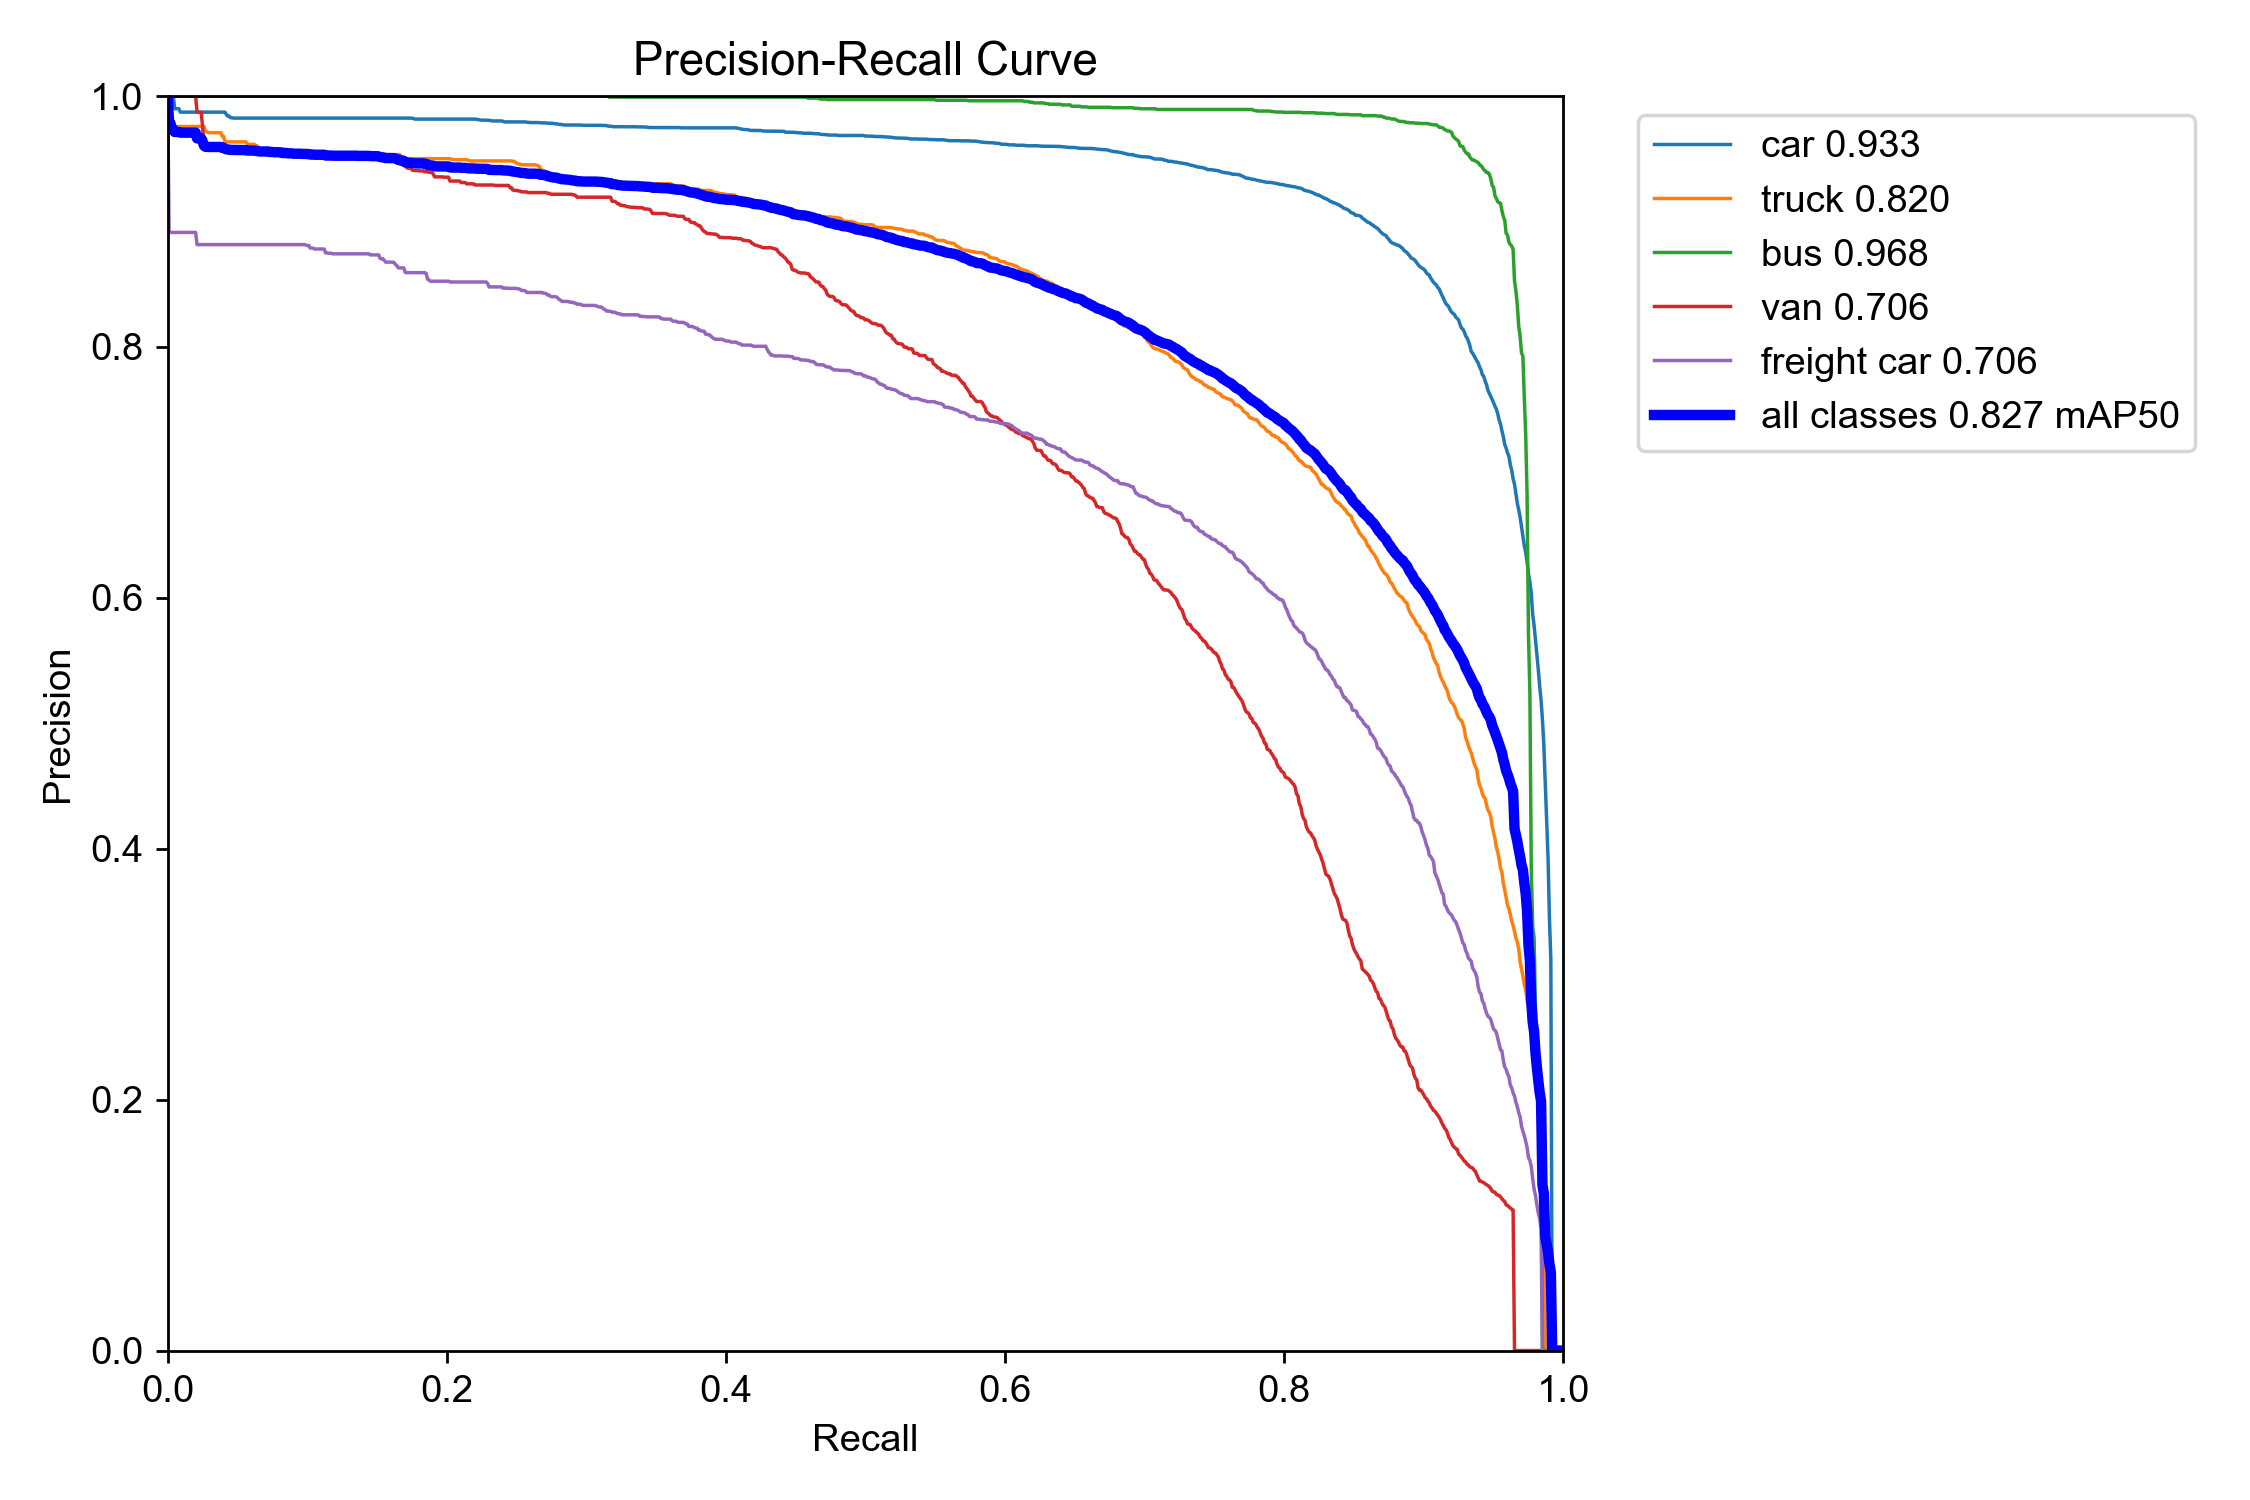 Precision-Recall Curve
1.0
0.8
0.6
0.4
0.2
0.0
Precision
0.0 0.2 0.4 0.6 0.8 1.0
Recall
car 0.933
truck 0.820
bus 0.968
van 0.706
freight car 0.706
all classes 0.827 mAP50